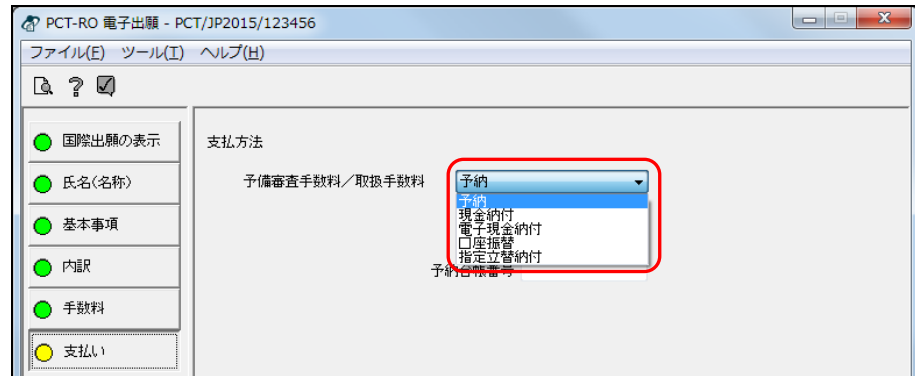 PCT-RO 電子出願 - PCT/JP2015/123456
ファイル(F) ツール(T) ヘルプ(H)
国際出願の表示
氏名(名称)
基本事項
内訳
手数料
支払い
支払方法
予備審査手数料／取扱手数料 予納
予納
現金納付
電子現金納付
口座振替
指定立替納付
予納台帳番号